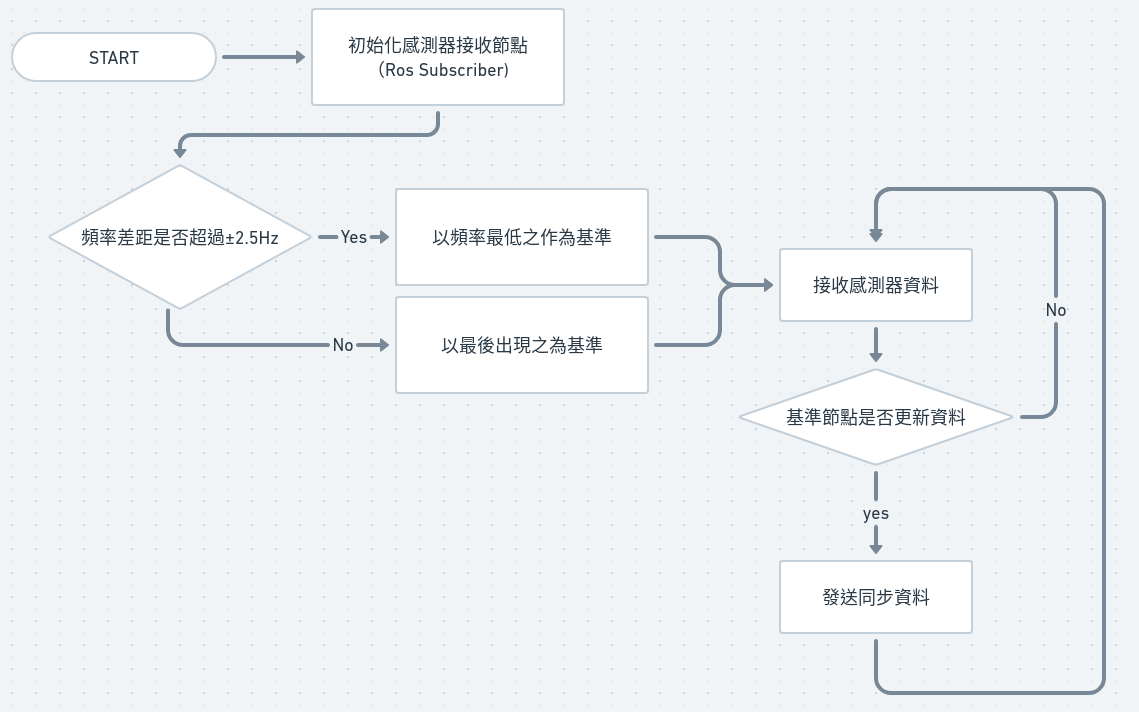 START
初始化感測器接收節點
(Ros Subscriber)
頻率差距是否超過±2.5Hz
Yes
以頻率最低之作為基準
No
以最後出現之為基準
接收感測器資料
No
基準節點是否更新資料
yes
發送同步資料